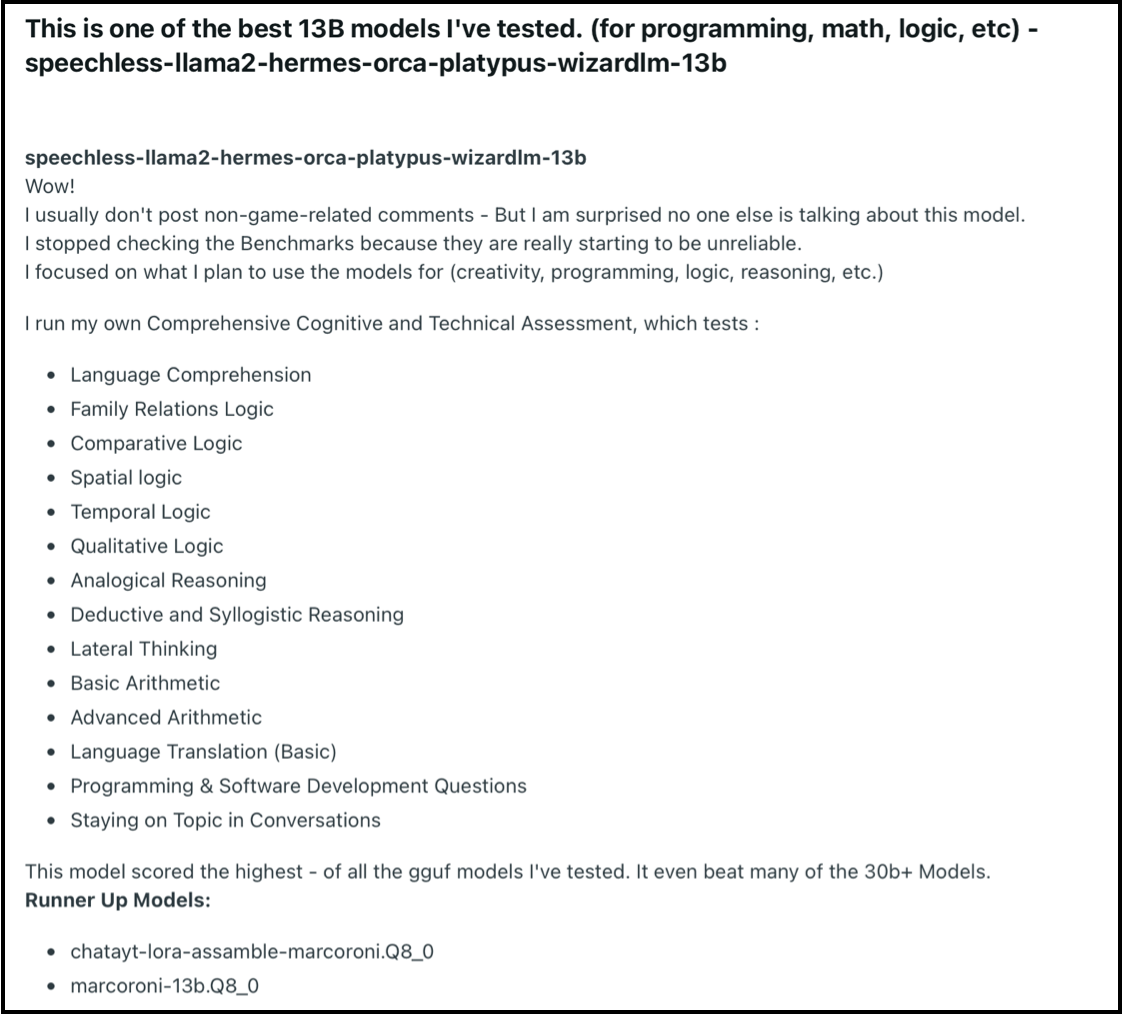 This is one of the best 13B models I've tested. (for programming, math, logic, etc) -
speechless-llama2-hermes-orca-platypus-wizardlm-13b
speechless-llama2-hermes-orca-platypus-wizardlm-13b
Wow!
I usually don't post non-game-related comments - But I am surprised no one else is talking about this model.
I stopped checking the Benchmarks because they are really starting to be unreliable.
I focused on what I plan to use the models for (creativity, programming, logic, reasoning, etc.)
I run my own Comprehensive Cognitive and Technical Assessment, which tests :
• Language Comprehension
• Family Relations Logic
• Comparative Logic
• Spatial logic
• Temporal Logic
• Qualitative Logic
• Analogical Reasoning
• Deductive and Syllogistic Reasoning
• Lateral Thinking
• Basic Arithmetic
• Advanced Arithmetic
• Language Translation (Basic)
• Programming & Software Development Questions
• Staying on Topic in Conversations
This model scored the highest - of all the gguf models I've tested. It even beat many of the 30b+ Models.
Runner Up Models:
• chatayt-lora-assamble-marcoroni.Q8_0
• marcoroni-13b.Q8_0